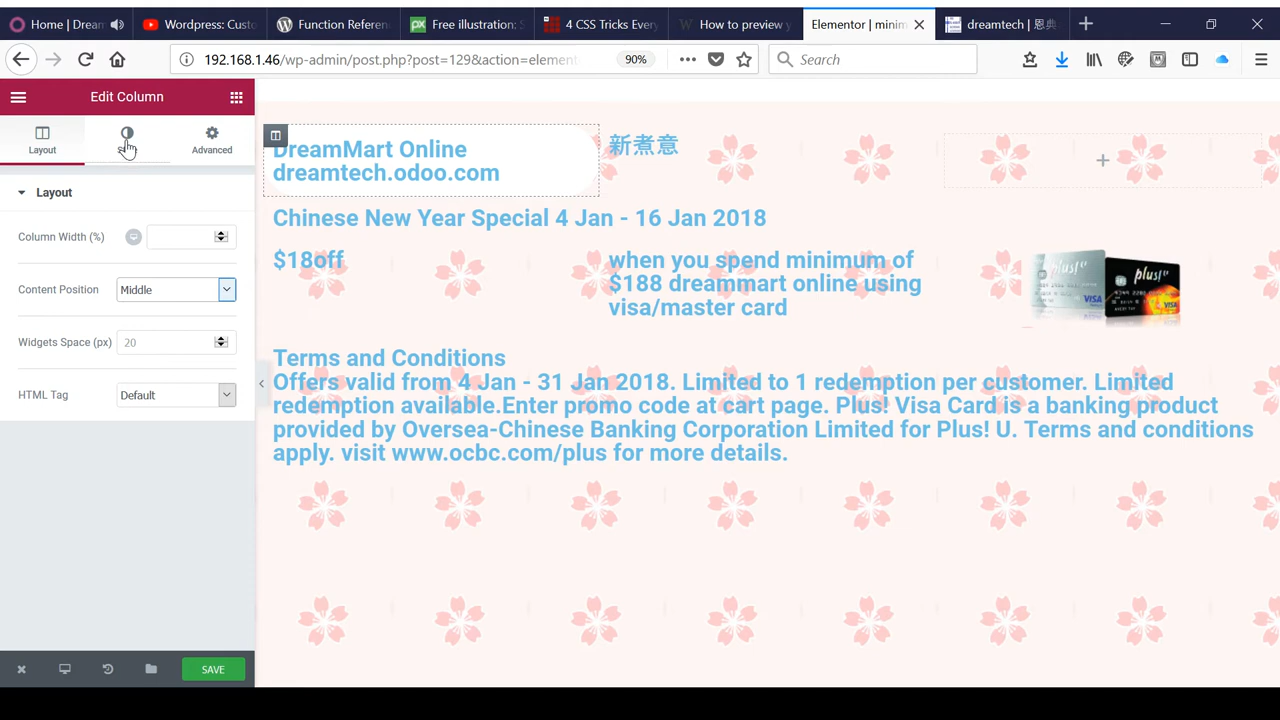 Home | Dream
Wordpress: Custo
Function Referen
Free illustration: S
4 CSS Tricks Every
How to preview y
Elementor | minim
dreamtech | 恩典
192.168.1.46/wp-admin/post.php?post=129&action=element
90%
Search
Edit Column
Layout
Advanced
Layout
Column Width (%)
Content Position
Middle
Widgets Space (px)
20
HTML Tag
Default
SAVE
DreamMart Online
dreamtech.odoo.com
新煮意
Chinese New Year Special 4 Jan - 16 Jan 2018
$18off
when you spend minimum of
$188 dreammart online using
visa/master card
plus!
VISA
plus!
VISA
Terms and Conditions
Offers valid from 4 Jan - 31 Jan 2018. Limited to 1 redemption per customer. Limited
redemption available.Enter promo code at cart page. Plus! Visa Card is a banking product
provided by Oversea-Chinese Banking Corporation Limited for Plus! U. Terms and conditions
apply. visit www.ocbc.com/plus for more details.